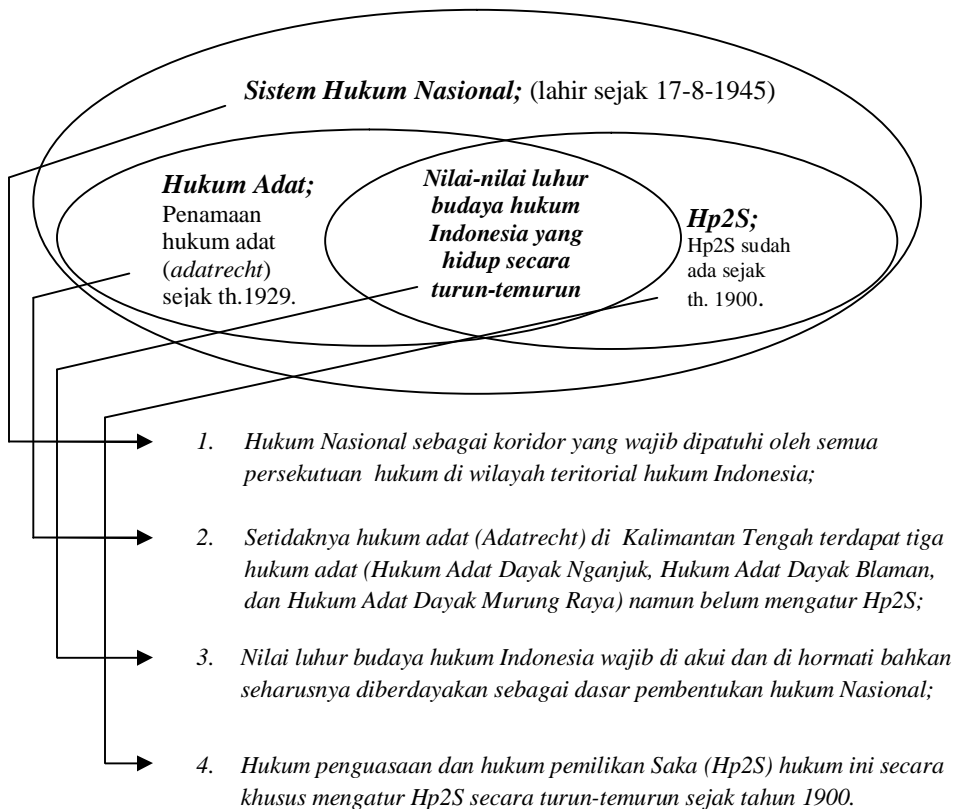 Sistem Hukum Nasional; (lahir sejak 17-8-1945)
Hukum Adat;
Penamaan
hukum adat
(adatrecht)
sejak th.1929.
Nilai-nilai luhur
budaya hukum
Indonesia yang
hidup secara
turun-temurun
Hp2S;
Hp2S sudah
ada sejak
th. 1900.
1. Hukum Nasional sebagai koridor yang wajib dipatuhi oleh semua
persekutuan hukum di wilayah teritorial hukum Indonesia;
2. Setidaknya hukum adat (Adatrecht) di Kalimantan Tengah terdapat tiga
hukum adat (Hukum Adat Dayak Nganjuk, Hukum Adat Dayak Blaman,
dan Hukum Adat Dayak Murung Raya) namun belum mengatur Hp2S;
3. Nilai luhur budaya hukum Indonesia wajib di akui dan di hormati bahkan
seharusnya diberdayakan sebagai dasar pembentukan hukum Nasional;
4. Hukum penguasaan dan hukum pemilikan Saka (Hp2S) hukum ini secara
khusus mengatur Hp2S secara turun-temurun sejak tahun 1900.